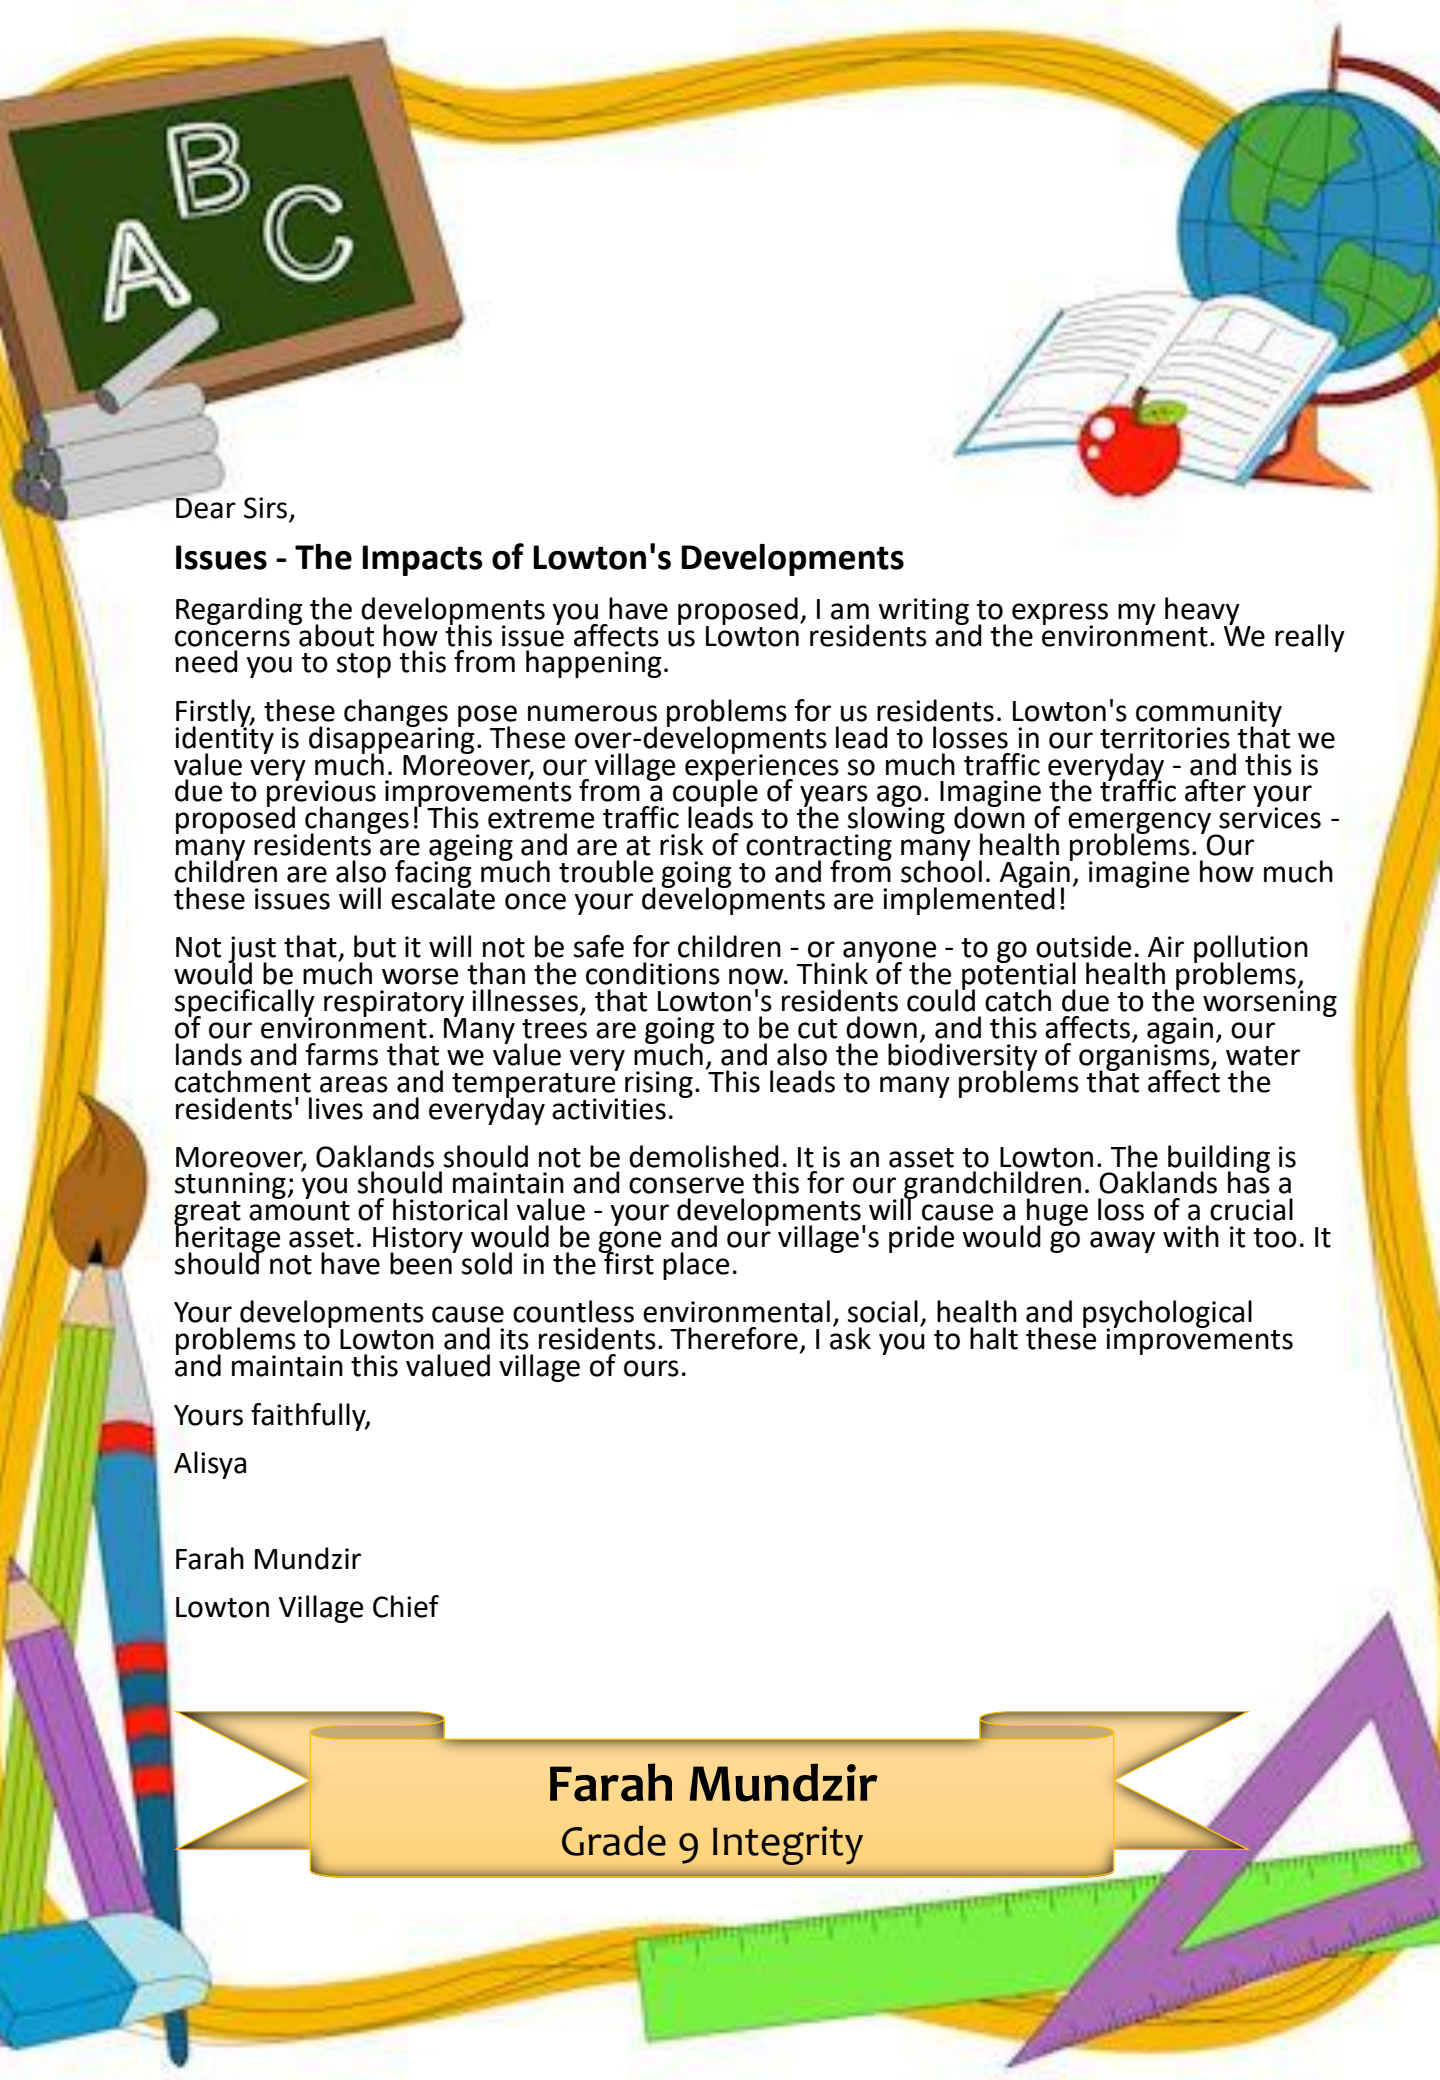 B
A
C
Dear Sirs,
Issues - The Impacts of Lowton's Developments
Regarding the developments you have proposed, I am writing to express my heavy
concerns about how this issue affects us Lowton residents and the environment. We really
need you to stop this from happening.
Firstly, these changes pose numerous problems for us residents. Lowton's community
identity is disappearing. These over-developments lead to losses in our territories that we
value very much. Moreover, our village experiences so much traffic everyday - and this is
due to previous improvements from a couple of years ago. Imagine the traffic after your
proposed changes! This extreme traffic leads to the slowing down of emergency services -
many residents are ageing and are at risk of contracting many health problems. Our
children are also facing much trouble going to and from school. Again, imagine how much
these issues will escalate once your developments are implemented!
Not just that, but it will not be safe for children - or anyone - to go outside. Air pollution
would be much worse than the conditions now. Think of the potential health problems,
specifically respiratory illnesses, that Lowton's residents could catch due to the worsening
of our environment. Many trees are going to be cut down, and this affects, again, our
lands and farms that we value very much, and also the biodiversity of organisms, water
catchment areas and temperature rising. This leads to many problems that affect the
residents' lives and everyday activities.
Moreover, Oaklands should not be demolished. It is an asset to Lowton. The building is
stunning; you should maintain and conserve this for our grandchildren. Oaklands has a
great amount of historical value - your developments will cause a huge loss of a crucial
heritage asset. History would be gone and our village's pride would go away with it too. It
should not have been sold in the first place.
Your developments cause countless environmental, social, health and psychological
problems to Lowton and its residents. Therefore, I ask you to halt these improvements
and maintain this valued village of ours.
Yours faithfully,
Alisya
Farah Mundzir
Lowton Village Chief
Farah Mundzir
Grade 9 Integrity